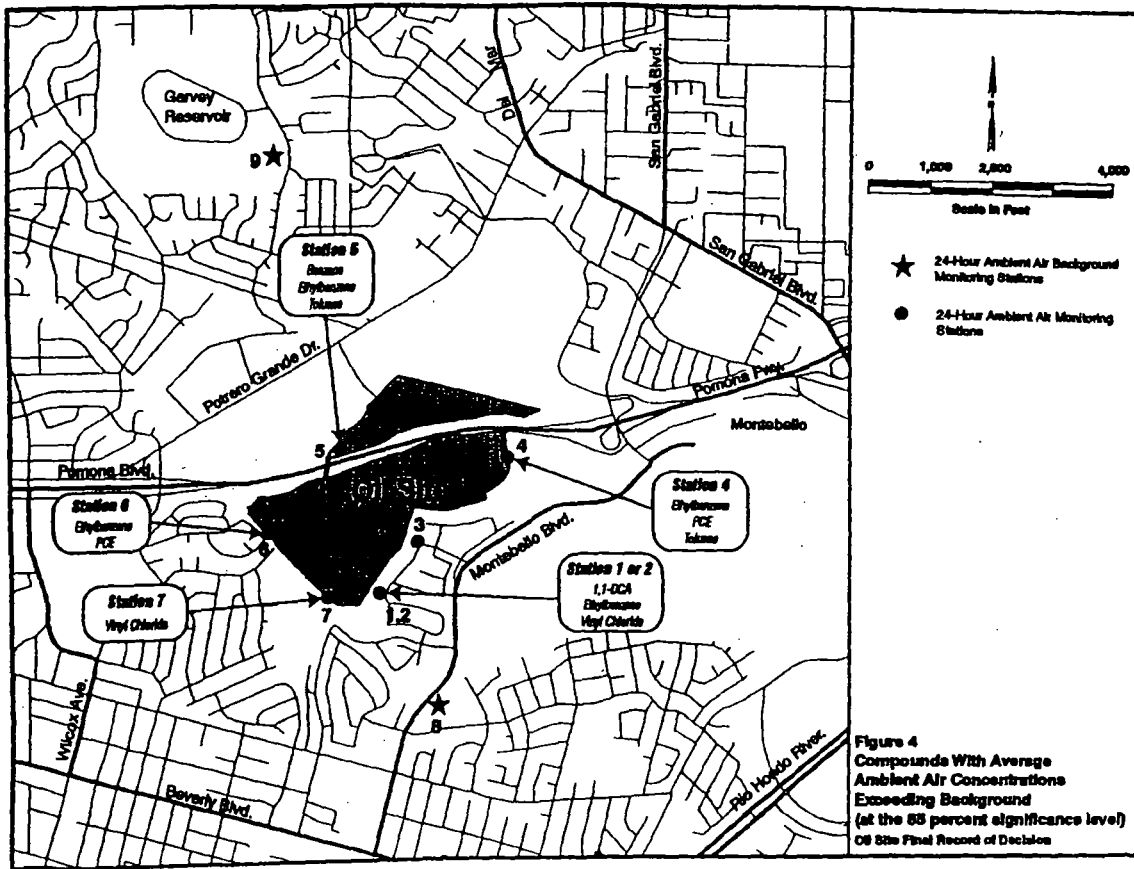 Garvey
Reservoir
9
Del Mar
San Gabriel Blvd.
San Gabriel Blvd.
Station 5
Benzene
Ethylbenzene
Toluene
Potrero Grande Dr.
Pomona Fwy.
Montebello
5
4
Pomona Blvd.
OII Site
Station 6
Ethylbenzene
PCE
6
Station 4
Ethylbenzene
PCE
Toluene
3
Montebello Blvd.
Station 7
Vinyl Chloride
7
1,2
Station 1 or 2
1,1-DCA
Ethylbenzene
Vinyl Chloride
8
Wilcox Ave.
Beverly Blvd.
Rio Hondo River.
0 1,000 2,000 4,000
Scale in Feet
24-Hour Ambient Air Background
Monitoring Stations
24-Hour Ambient Air Monitoring
Stations
Figure 4
Compounds With Average
Ambient Air Concentrations
Exceeding Background
(at the percent significance level)
OII Site Final Record of Decision